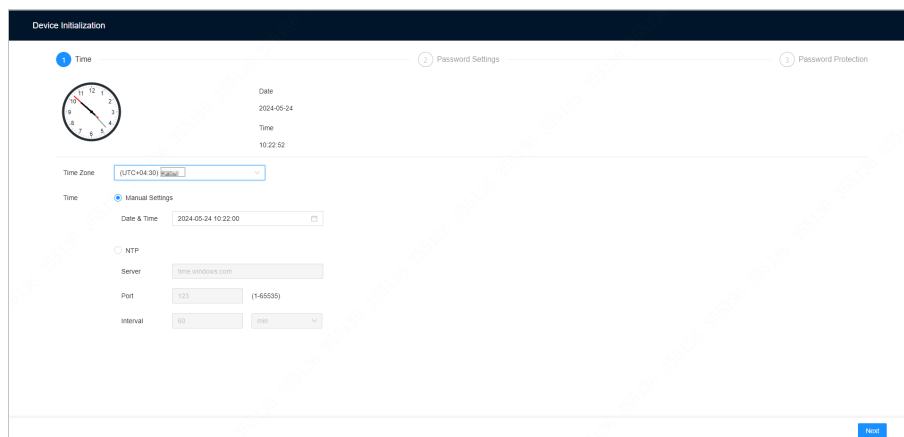 Device Initialization
1 Time
2 Password Settings
3 Password Protection
12
11 1
10 2
9 3
8 4
7 6 5
Date
2024-05-24
Time
10:22:52
Time Zone (UTC+04:30)
Time Manual Settings
Date & Time 2024-05-24 10:22:00
NTP
Server time.windows.com
Port 123 (1-65535)
Interval 60 min
Next